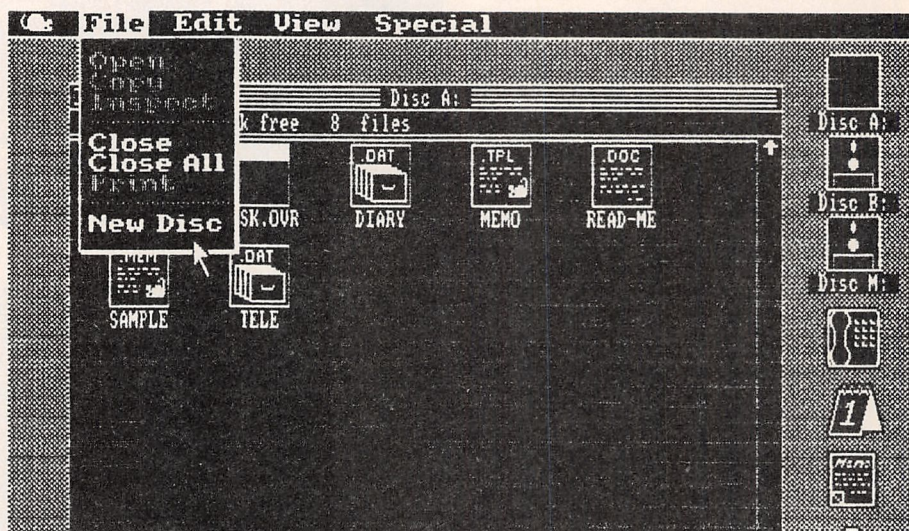 File Edit View Special
Open
Copy
Inspect
Close
Close All
Print
New Disc
Disc A:
k free 8 files
SK.OVR
.DAT
DIARY
.TPL
MEMO
.DOC
READ-ME
.MEM
SAMPLE
.DAT
TELE
Disc A:
Disc B:
Disc M:
1
Memo